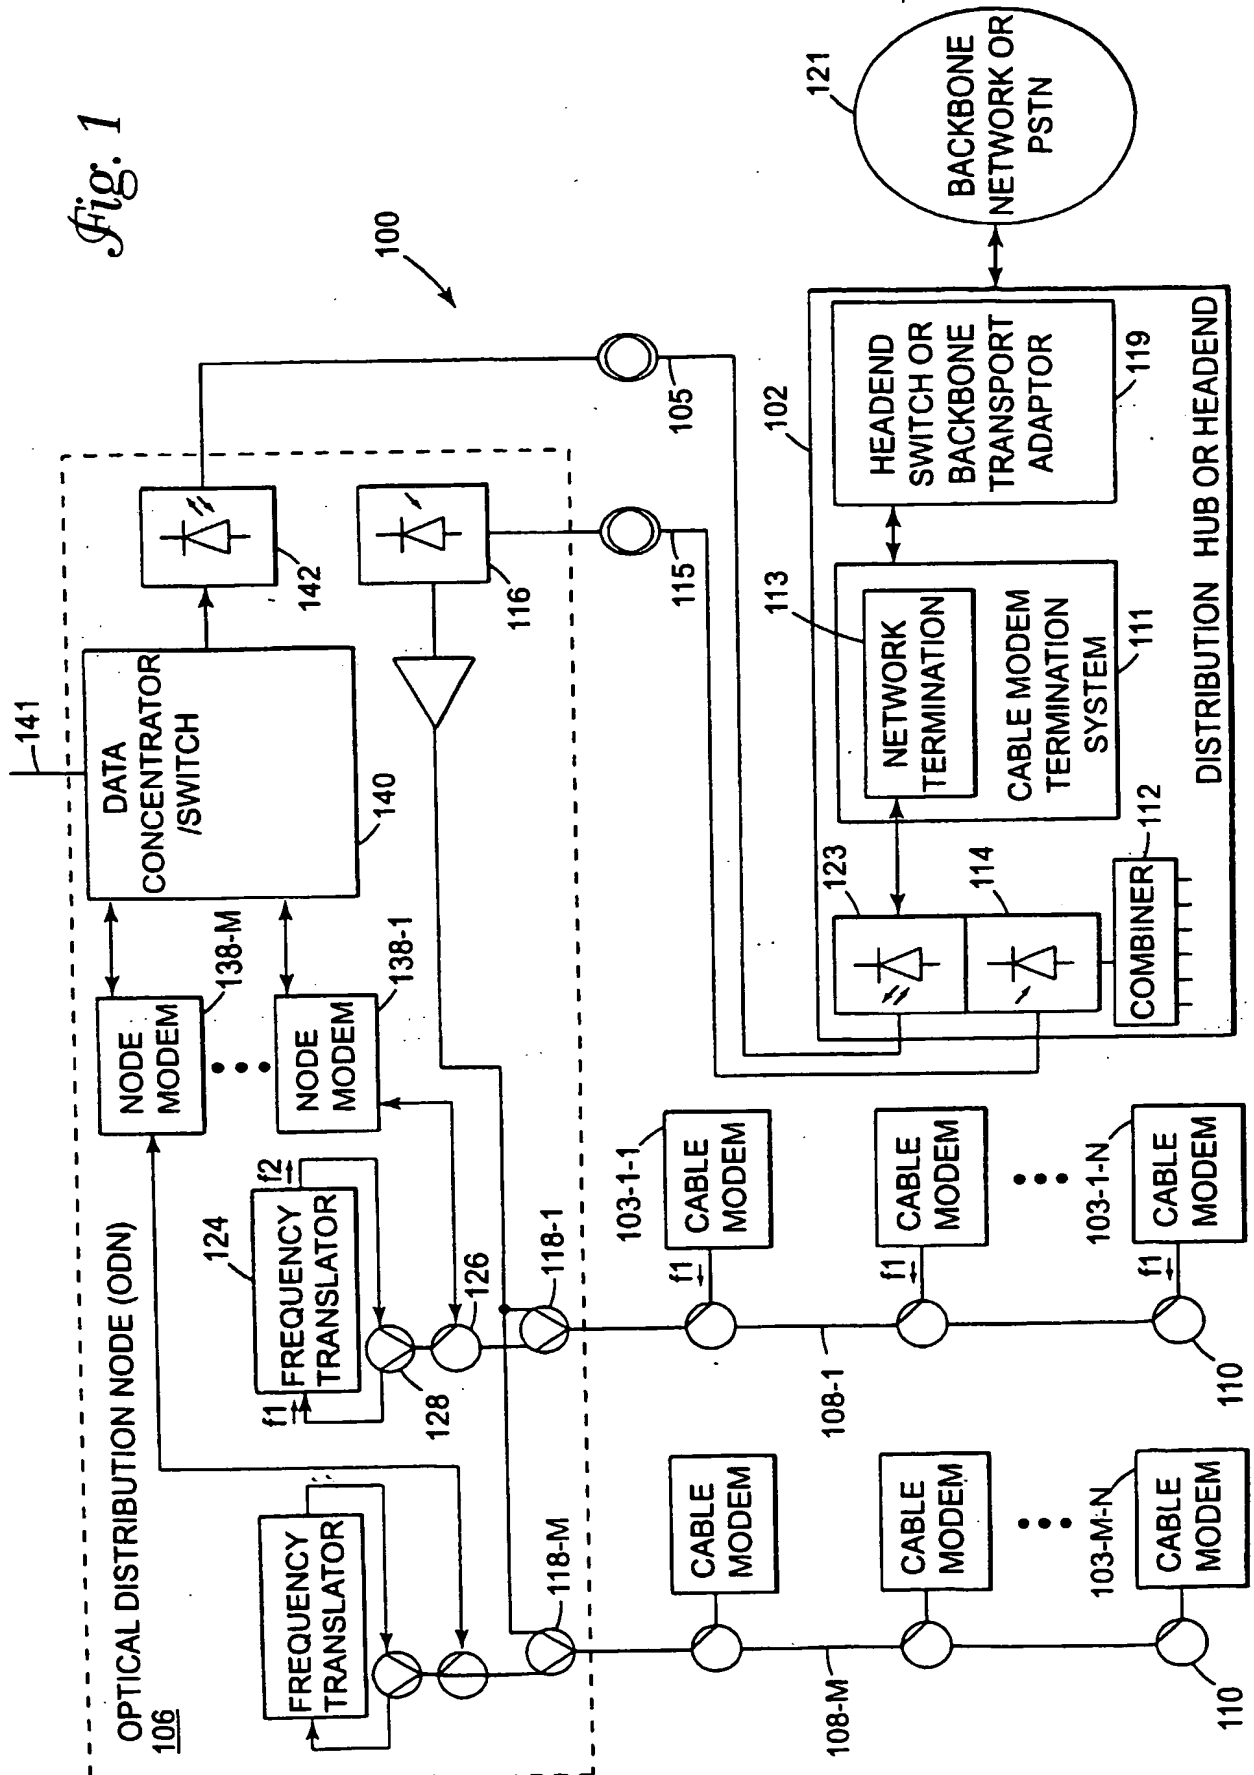 Fig. 1
100
OPTICAL DISTRIBUTION NODE (ODN)
106
141
DATA
CONCENTRATOR
/SWITCH
140
142
116
NODE
MODEM
138-M
NODE
MODEM
138-1
124
FREQUENCY
TRANSLATOR
f1
f2
128
126
118-1
FREQUENCY
TRANSLATOR
118-M
105
115
103-1-1
CABLE
MODEM
f1
CABLE
MODEM
f1
103-1-N
CABLE
MODEM
f1
108-1
110
CABLE
MODEM
CABLE
MODEM
103-M-N
CABLE
MODEM
108-M
110
102
123
114
COMBINER
112
113
NETWORK
TERMINATION
CABLE MODEM
TERMINATION
SYSTEM
111
HEADEND
SWITCH OR
BACKBONE
TRANSPORT
ADAPTOR
119
DISTRIBUTION HUB OR HEADEND
121
BACKBONE
NETWORK OR
PSTN